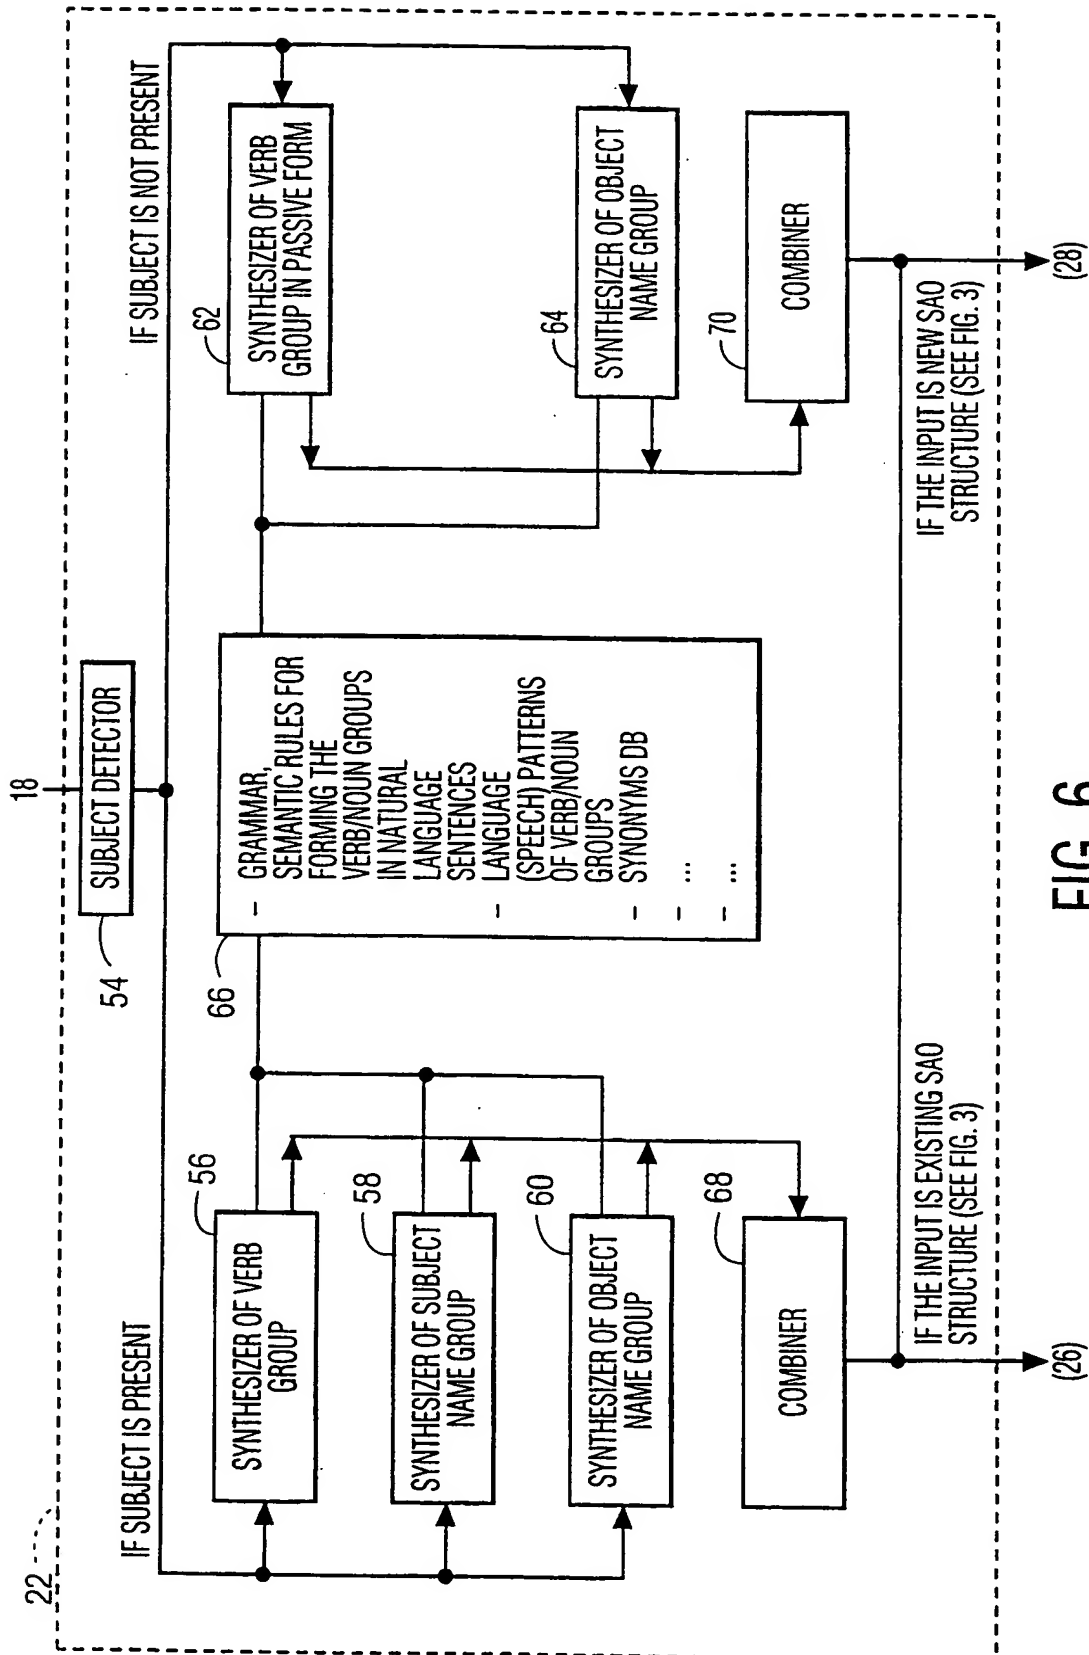 22
18
SUBJECT DETECTOR
54
IF SUBJECT IS PRESENT
IF SUBJECT IS NOT PRESENT
SYNTHESIZER OF VERB
GROUP
56
SYNTHESIZER OF SUBJECT
NAME GROUP
58
SYNTHESIZER OF OBJECT
NAME GROUP
60
COMBINER
68
66
– GRAMMAR,
SEMANTIC RULES FOR
FORMING THE
VERB/NOUN GROUPS
IN NATURAL
LANGUAGE
SENTENCES
– LANGUAGE
(SPEECH) PATTERNS
OF VERB/NOUN
GROUPS
– SYNONYMS DB
– ...
– ...
62
SYNTHESIZER OF VERB
GROUP IN PASSIVE FORM
64
SYNTHESIZER OF OBJECT
NAME GROUP
70
COMBINER
IF THE INPUT IS EXISTING SAO
STRUCTURE (SEE FIG. 3)
IF THE INPUT IS NEW SAO
STRUCTURE (SEE FIG. 3)
(26)
(28)
FIG